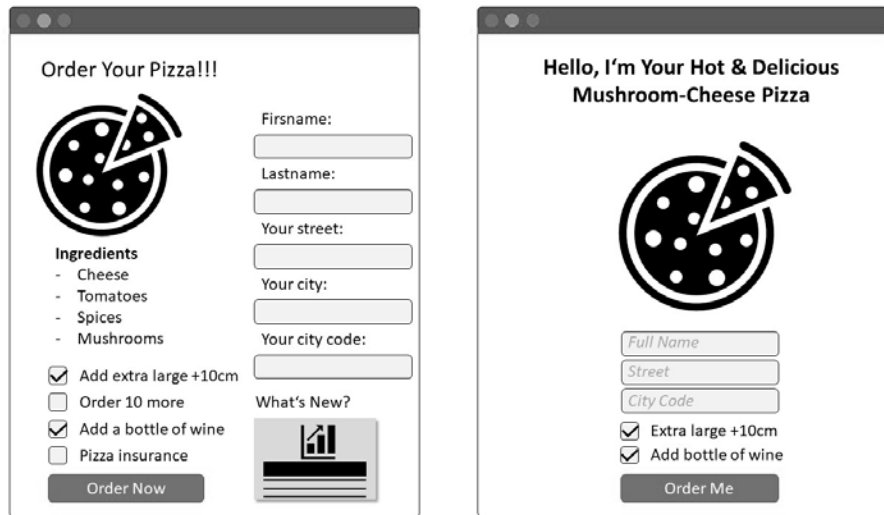 Order Your Pizza!!!
Ingredients
- Cheese
- Tomatoes
- Spices
- Mushrooms
Add extra large +10cm
Order 10 more
Add a bottle of wine
Pizza insurance
Order Now
Firsname:
Lastname:
Your street:
Your city:
Your city code:
What's New?
Hello, I'm Your Hot & Delicious
Mushroom-Cheese Pizza
Full Name
Street
City Code
Extra large +10cm
Add bottle of wine
Order Me